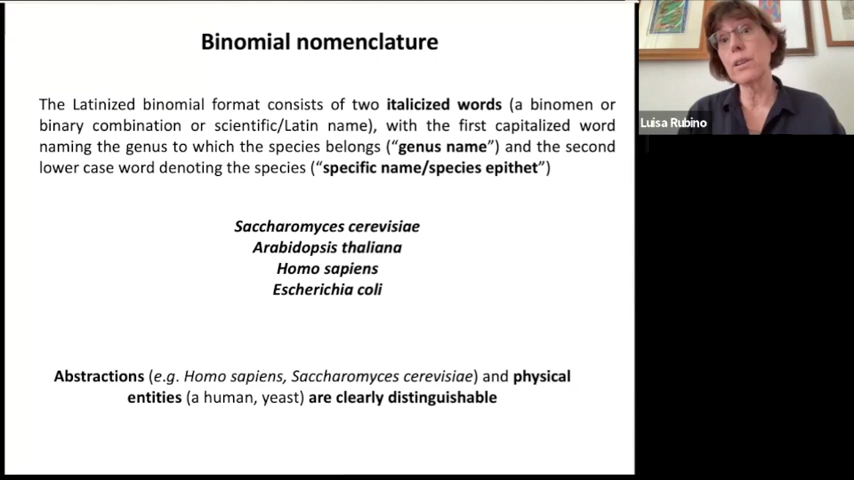 Binomial nomenclature
The Latinized binomial format consists of two italicized words (a binomen or
binary combination or scientific/Latin name), with the first capitalized word
naming the genus to which the species belongs (“genus name”) and the second
lower case word denoting the species (“specific name/species epithet”)
Saccharomyces cerevisiae
Arabidopsis thaliana
Homo sapiens
Escherichia coli
Abstractions (e.g. Homo sapiens, Saccharomyces cerevisiae) and physical
entities (a human, yeast) are clearly distinguishable
Luisa Rubino